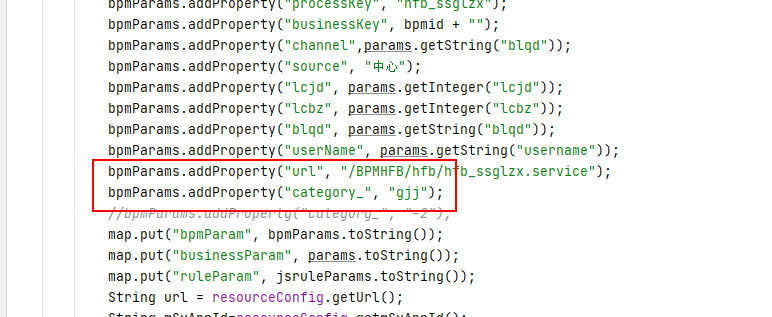 bpmParams.addProperty("processKey", "hfb_ssglzx");
bpmParams.addProperty("businessKey", bpmid + "");
bpmParams.addProperty("channel",params.getString("blqd"));
bpmParams.addProperty("source", "中心");
bpmParams.addProperty("lcjd", params.getInteger("lcjd"));
bpmParams.addProperty("lcbz", params.getInteger("lcbz"));
bpmParams.addProperty("blqd", params.getString("blqd"));
bpmParams.addProperty("userName", params.getString("username"));
bpmParams.addProperty("url", "/BPMHFB/hfb/hfb_ssglzx.service");
bpmParams.addProperty("category_", "gjj");
//bpmParams.addProperty("category_", "-2");
map.put("bpmParam", bpmParams.toString());
map.put("businessParam", params.toString());
map.put("ruleParam", jsruleParams.toString());
String url = resourceConfig.getUrl();